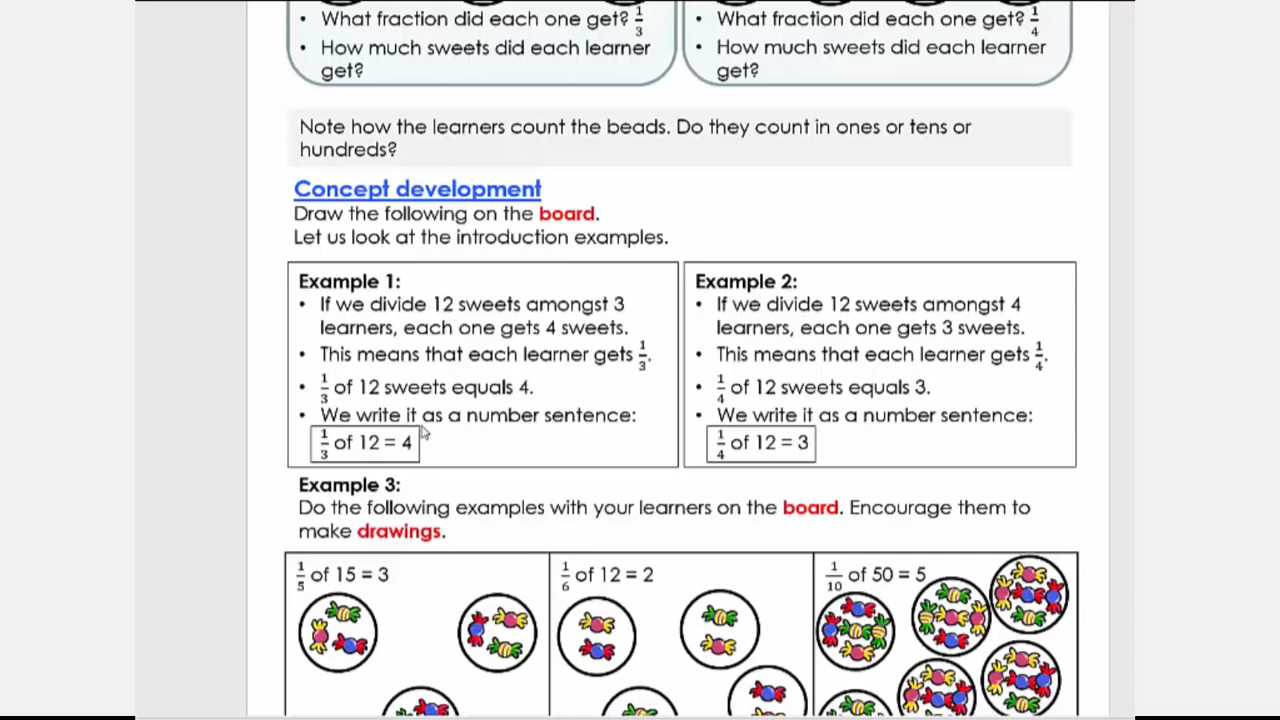 • What fraction did each one get? 1/3
• How much sweets did each learner
get?
• What fraction did each one get? 1/4
• How much sweets did each learner
get?
Note how the learners count the beads. Do they count in ones or tens or
hundreds?
Concept development
Draw the following on the board.
Let us look at the introduction examples.
Example 1:
• If we divide 12 sweets amongst 3
learners, each one gets 4 sweets.
• This means that each learner gets 1/3.
• 1/3 of 12 sweets equals 4.
• We write it as a number sentence:
1/3 of 12 = 4
Example 2:
• If we divide 12 sweets amongst 4
learners, each one gets 3 sweets.
• This means that each learner gets 1/4.
• 1/4 of 12 sweets equals 3.
• We write it as a number sentence:
1/4 of 12 = 3
Example 3:
Do the following examples with your learners on the board. Encourage them to
make drawings.
1/5 of 15 = 3
1/6 of 12 = 2
1/10 of 50 = 5